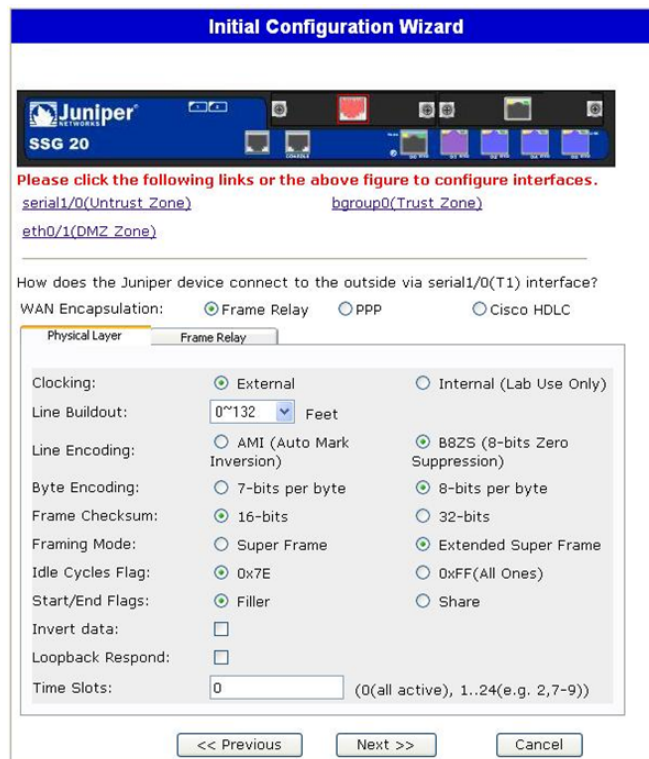 Initial Configuration Wizard
Juniper
NETWORKS
SSG 20
CONSOLE
Please click the following links or the above figure to configure interfaces.
serial1/0(Untrust Zone) bgroup0(Trust Zone)
eth0/1(DMZ Zone)
How does the Juniper device connect to the outside via serial1/0(T1) interface?
WAN Encapsulation: Frame Relay PPP Cisco HDLC
Physical Layer Frame Relay
Clocking: External Internal (Lab Use Only)
Line Buildout: 0~132 Feet
Line Encoding: AMI (Auto Mark Inversion) B8ZS (8-bits Zero Suppression)
Byte Encoding: 7-bits per byte 8-bits per byte
Frame Checksum: 16-bits 32-bits
Framing Mode: Super Frame Extended Super Frame
Idle Cycles Flag: 0x7E 0xFF(All Ones)
Start/End Flags: Filler Share
Invert data:
Loopback Respond:
Time Slots: 0 (0(all active), 1..24(e.g. 2,7-9))
<< Previous Next >> Cancel